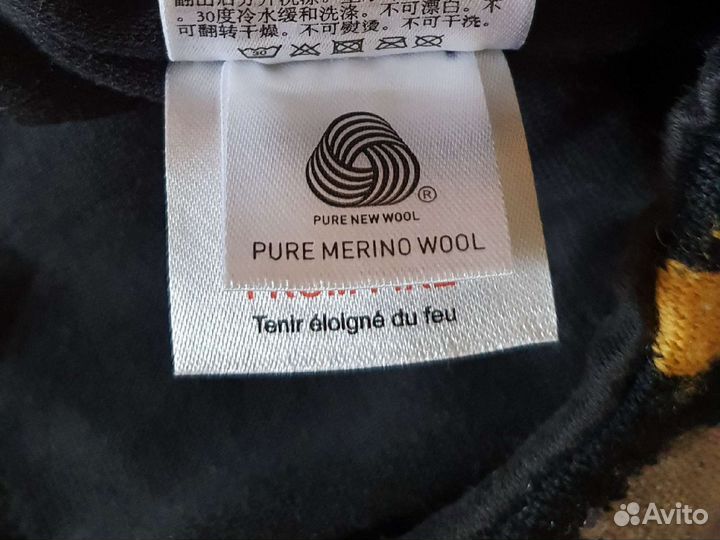 。30度冷水缓和洗涤。不可漂白。不
可翻转干燥。不可熨烫。不可干洗。
30
®
PURE NEW WOOL
PURE MERINO WOOL
Tenir éloigné du feu
Avito